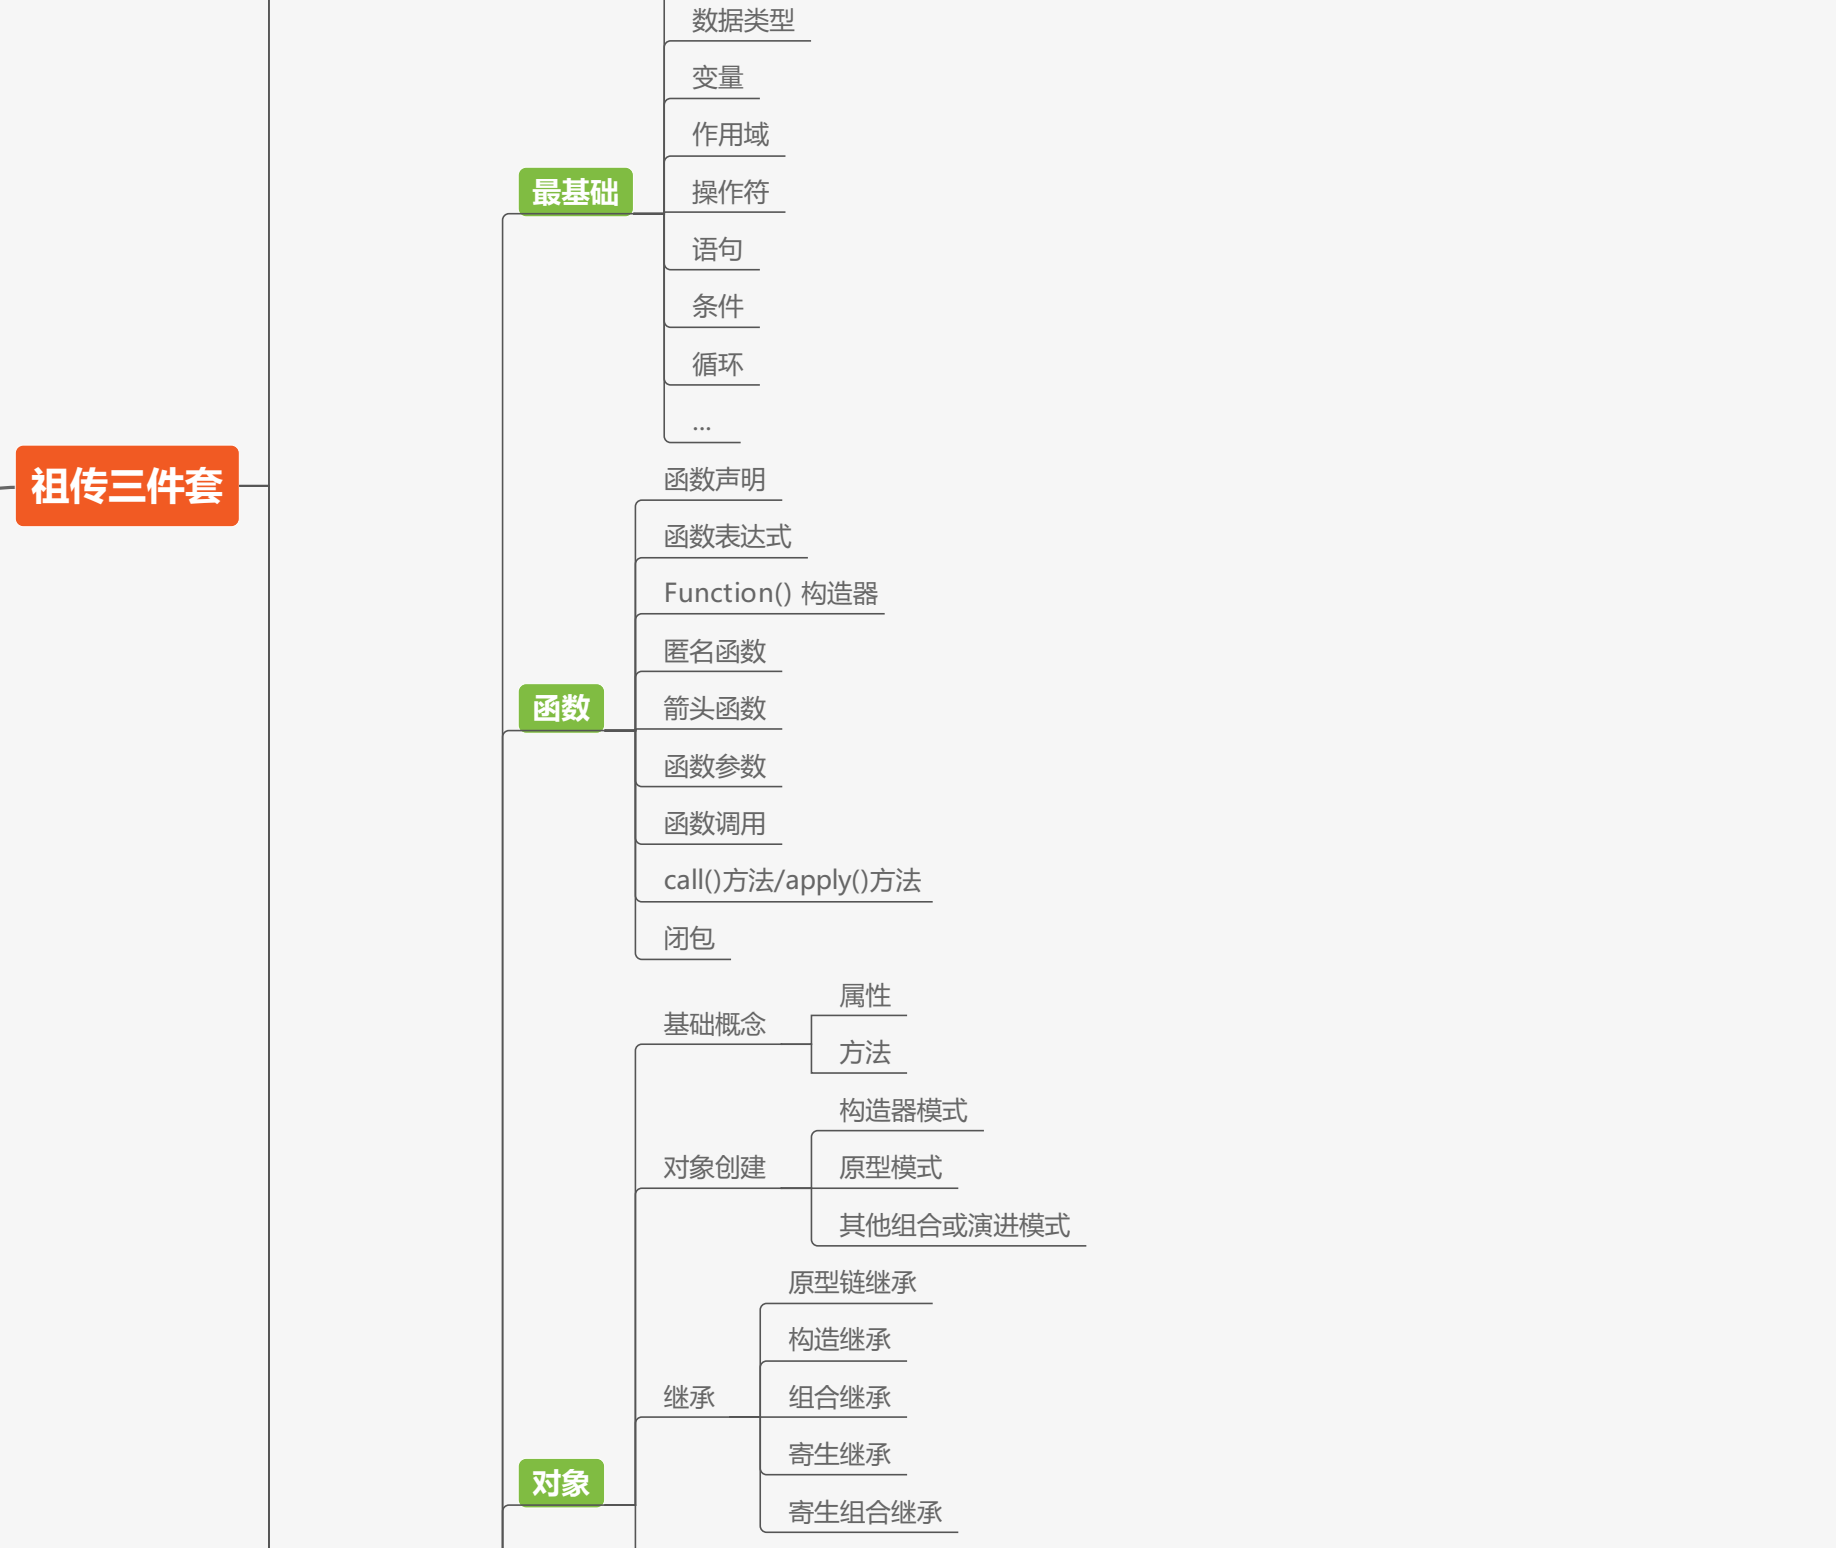 数据类型
变量
作用域
最基础
操作符
语句
条件
循环
...
祖传三件套
函数声明
函数表达式
Function() 构造器
匿名函数
函数
箭头函数
函数参数
函数调用
call()方法/apply()方法
闭包
基础概念
属性
方法
对象创建
构造器模式
原型模式
其他组合或演进模式
继承
原型链继承
构造继承
组合继承
寄生继承
寄生组合继承
对象